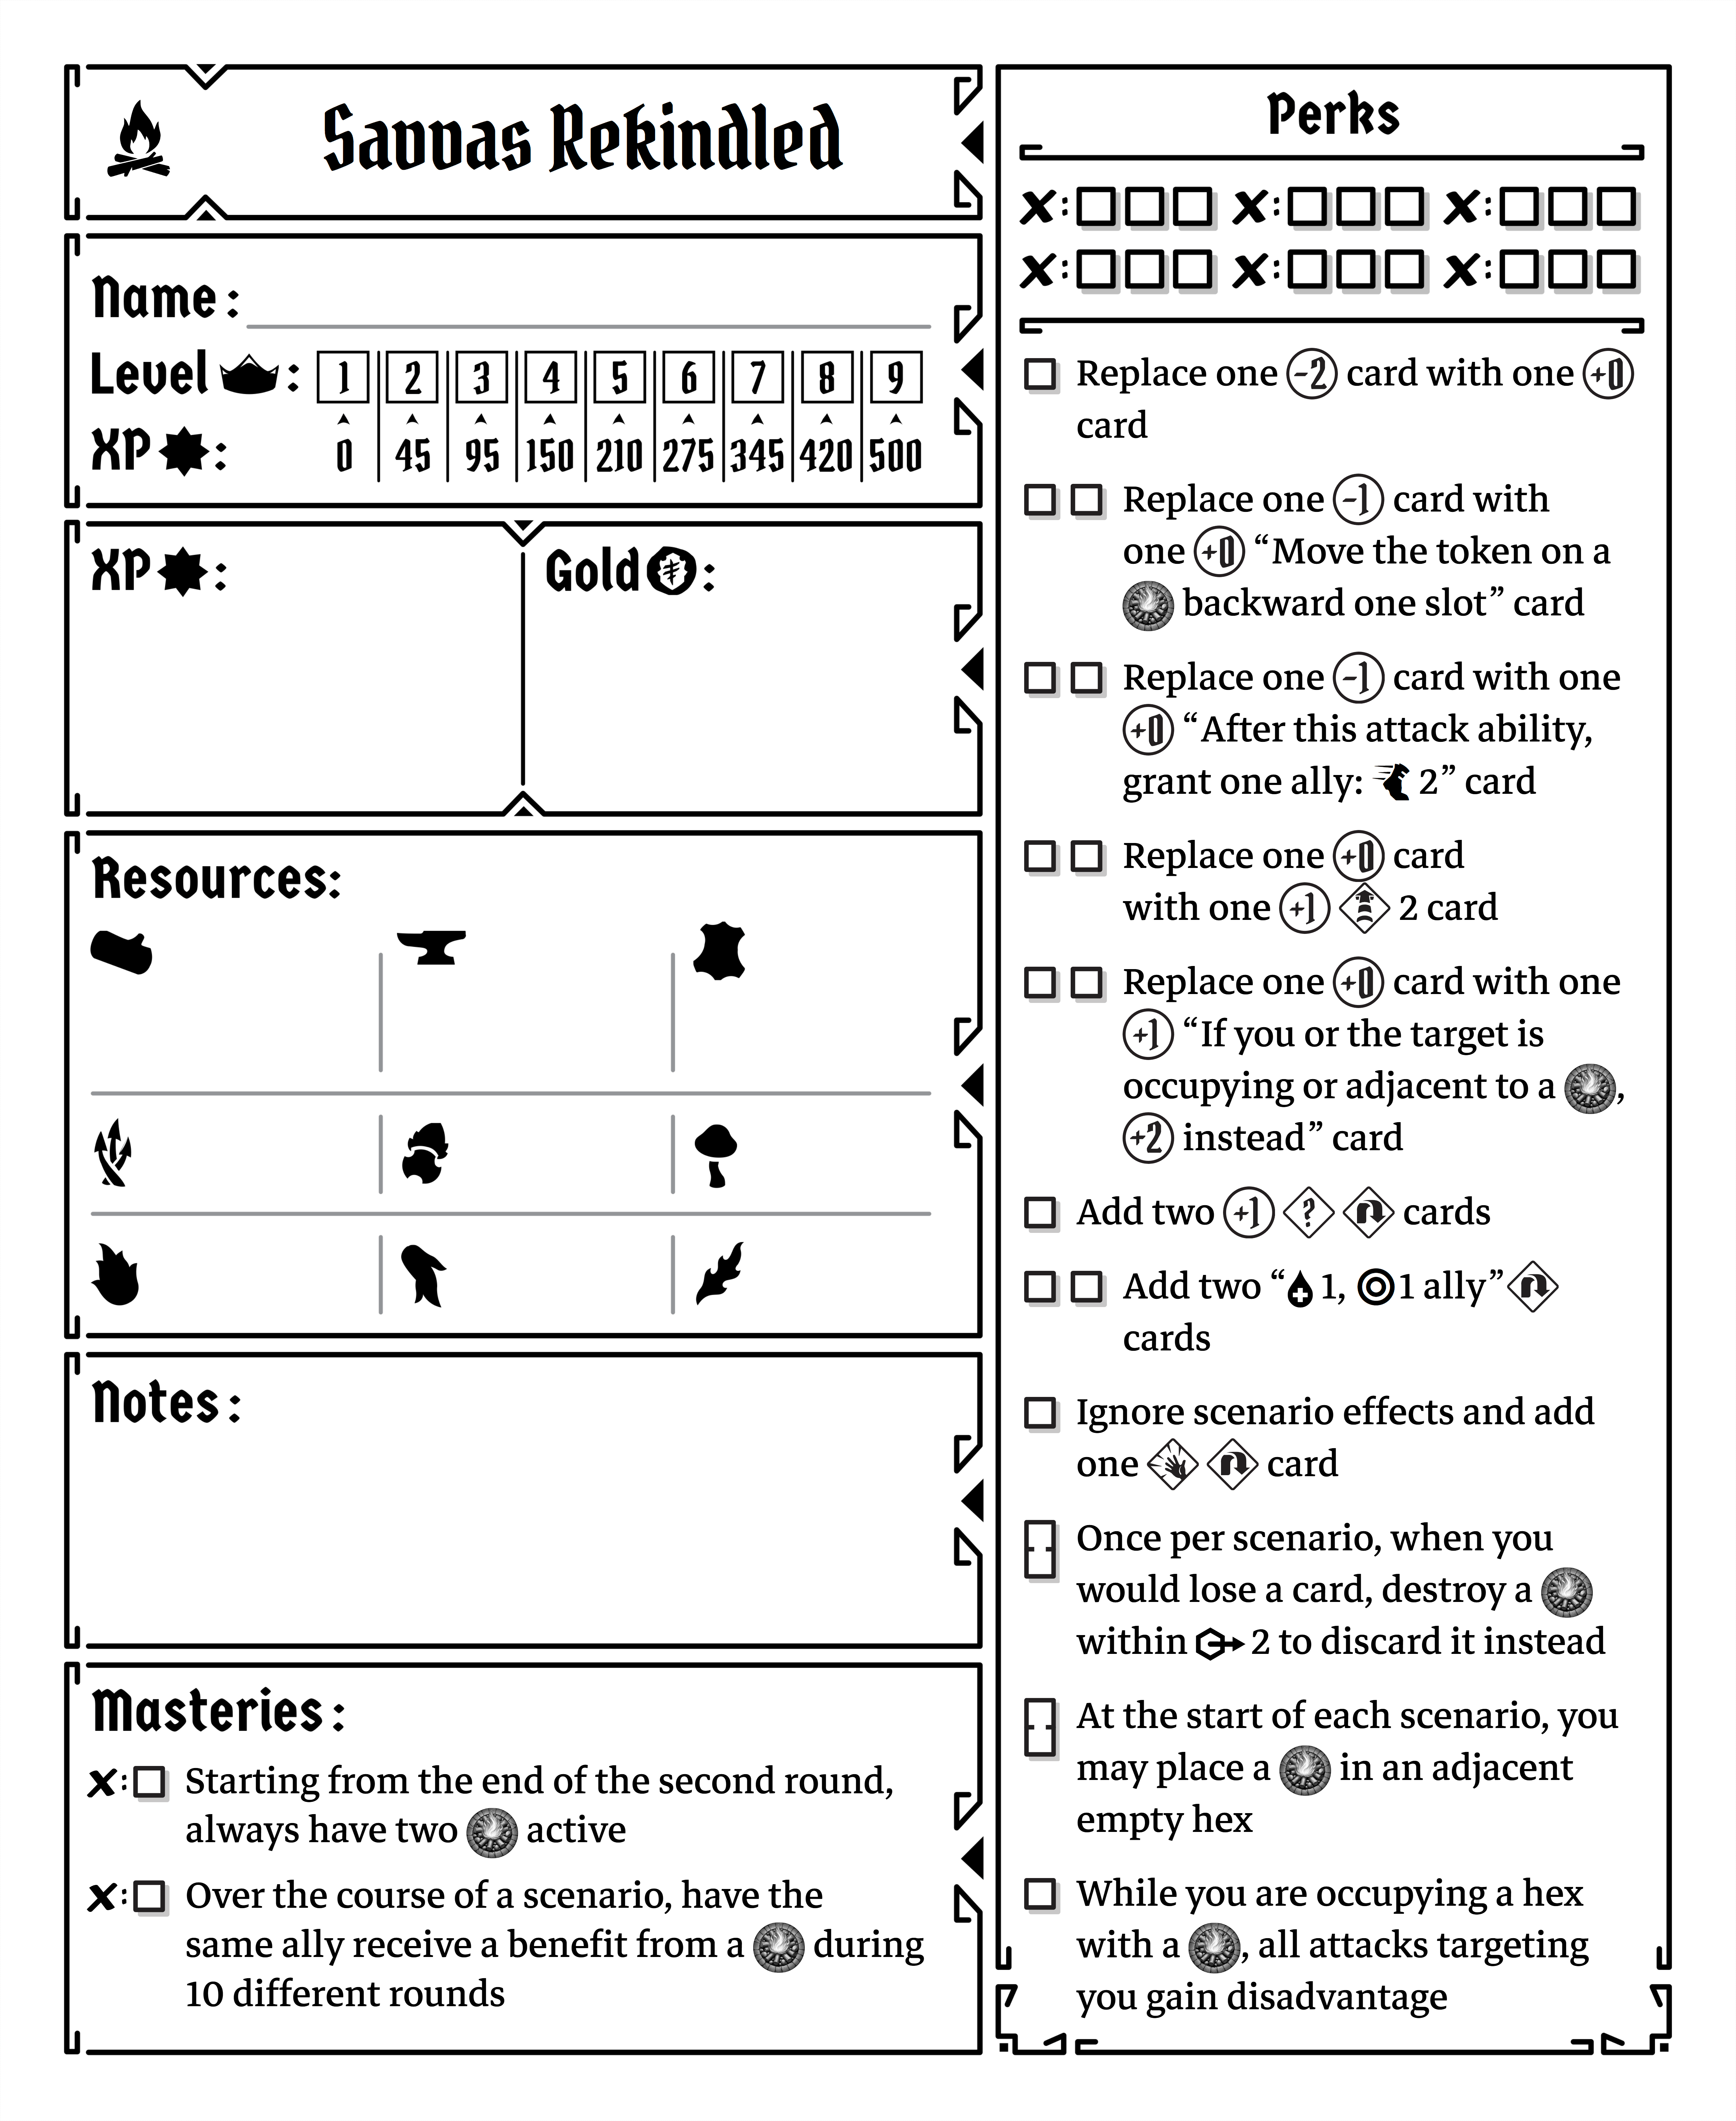 Savvas Rekindled
Name:
Level:
1 2 3 4 5 6 7 8 9
XP:
0 45 95 150 210 275 345 420 500
XP:
Gold:
Resources:
Notes:
Masteries:
x: Starting from the end of the second round,
always have two active
x: Over the course of a scenario, have the
same ally receive a benefit from a during
10 different rounds
Perks
x: x: x:
x: x: x:
Replace one -2 card with one +0
card
Replace one -1 card with
one +0 “Move the token on a
backward one slot” card
Replace one -1 card with one
+0 “After this attack ability,
grant one ally: 2” card
Replace one +0 card
with one +1 2 card
Replace one +0 card with one
+1 “If you or the target is
occupying or adjacent to a ,
+2 instead” card
Add two +1 ? cards
Add two “ 1, 1 ally”
cards
Ignore scenario effects and add
one card
Once per scenario, when you
would lose a card, destroy a
within 2 to discard it instead
At the start of each scenario, you
may place a in an adjacent
empty hex
While you are occupying a hex
with a , all attacks targeting
you gain disadvantage